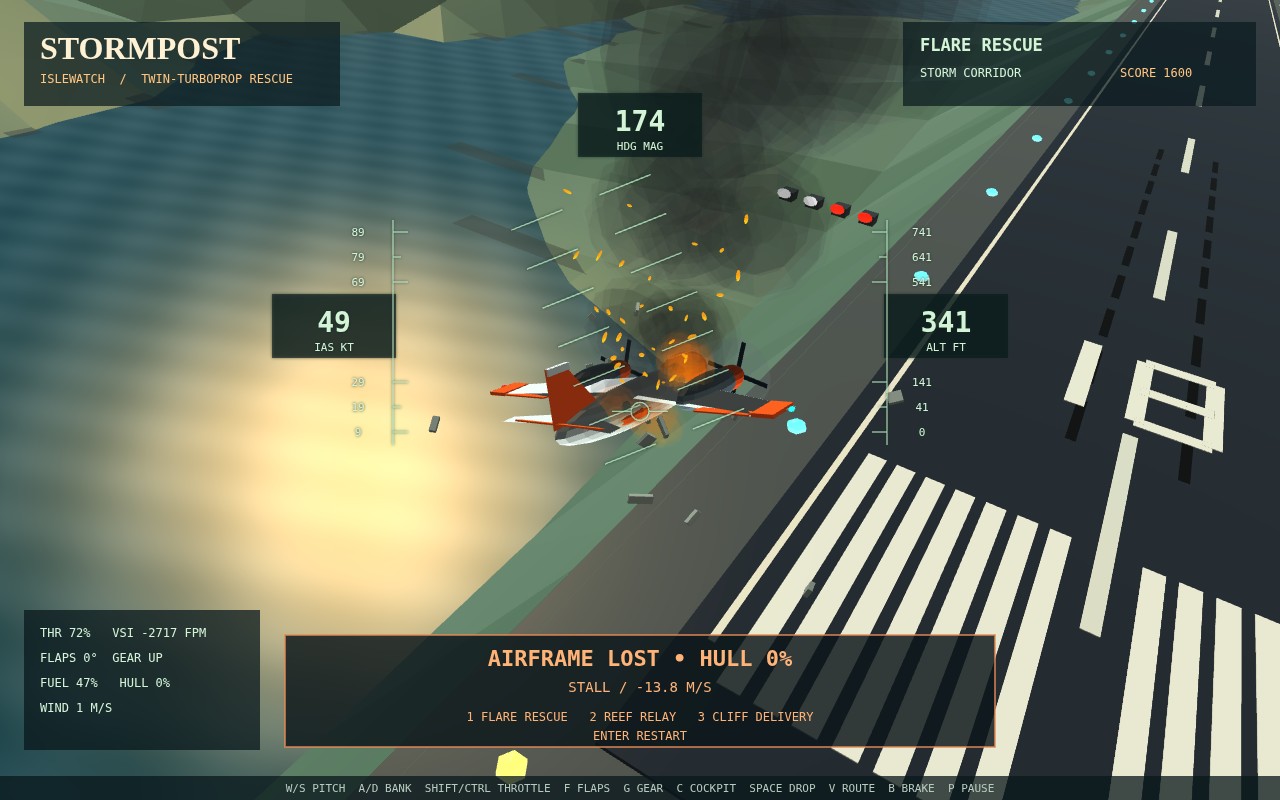 STORMPOST
ISLEWATCH / TWIN-TURBOPROP RESCUE
FLARE RESCUE
STORM CORRIDOR SCORE 1600
174
HDG MAG
89
79
69
49
IAS KT
29
19
9
741
641
541
341
ALT FT
141
41
0
THR 72% VSI -2717 FPM
FLAPS 0° GEAR UP
FUEL 47% HULL 0%
WIND 1 M/S
AIRFRAME LOST • HULL 0%
STALL / -13.8 M/S
1 FLARE RESCUE 2 REEF RELAY 3 CLIFF DELIVERY
ENTER RESTART
W/S PITCH A/D BANK SHIFT/CTRL THROTTLE F FLAPS G GEAR C COCKPIT SPACE DROP V ROUTE B BRAKE P PAUSE